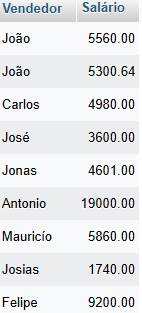 Vendedor Salário
João 5560.00
João 5300.64
Carlos 4980.00
José 3600.00
Jonas 4601.00
Antonio 19000.00
Mauricío 5860.00
Josias 1740.00
Felipe 9200.00